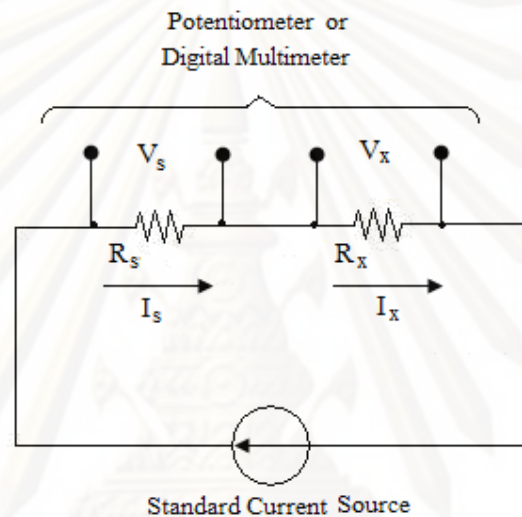 Potentiometer or
Digital Multimeter
Vs Vx
Rs Rx
Is Ix
Standard Current Source